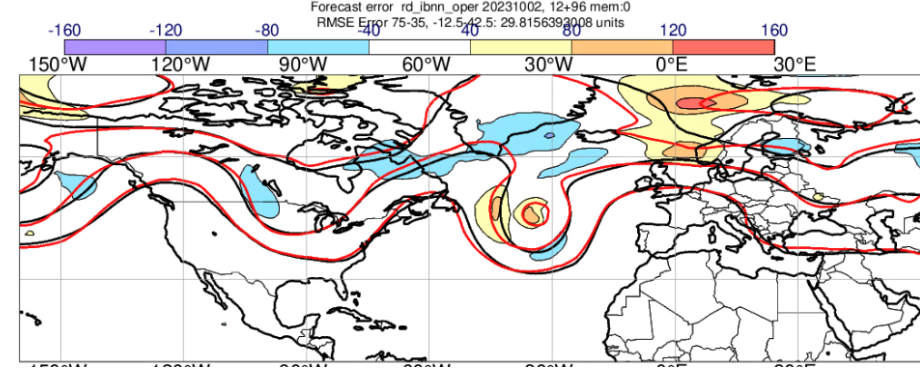 Forecast error rd_ibnn_oper 20231002, 12+96 mem:0
RMSE Error 75-35, -12.5-42.5: 29.8156393008 units
-160 -120 -80 -40 40 80 120 160
150°W 120°W 90°W 60°W 30°W 0°E 30°E